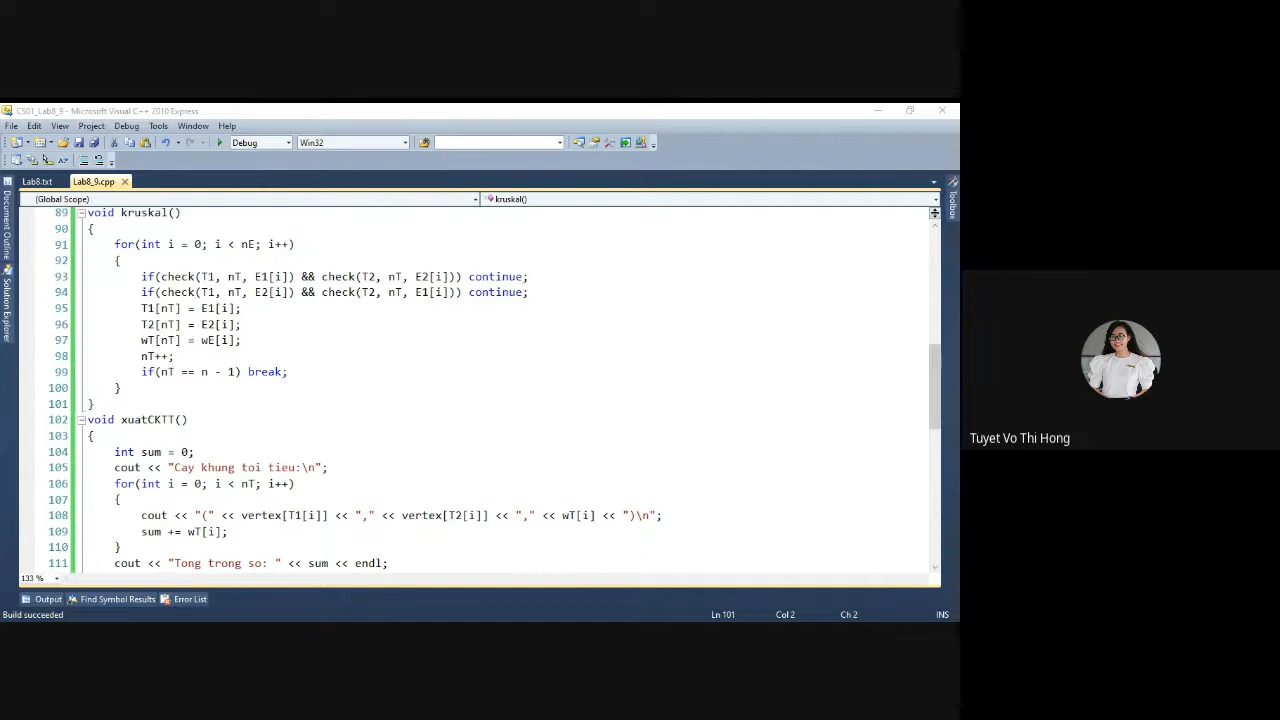 CS01_Lab8_9 - Microsoft Visual C++ 2010 Express
File Edit View Project Debug Tools Window Help
Debug Win32
Lab8.txt Lab8_9.cpp
(Global Scope) kruskal()
Document Outline
Solution Explorer
Toolbox
89 void kruskal()
90 {
91 for(int i = 0; i < nE; i++)
92 {
93 if(check(T1, nT, E1[i]) && check(T2, nT, E2[i])) continue;
94 if(check(T1, nT, E2[i]) && check(T2, nT, E1[i])) continue;
95 T1[nT] = E1[i];
96 T2[nT] = E2[i];
97 wT[nT] = wE[i];
98 nT++;
99 if(nT == n - 1) break;
100 }
101 }
102 void xuatCKTT()
103 {
104 int sum = 0;
105 cout << "Cay khung toi tieu:\n";
106 for(int i = 0; i < nT; i++)
107 {
108 cout << "(" << vertex[T1[i]] << "," << vertex[T2[i]] << "," << wT[i] << ")\n";
109 sum += wT[i];
110 }
111 cout << "Tong trong so: " << sum << endl;
133 %
Output Find Symbol Results Error List
Build succeeded Ln 101 Col 2 Ch 2 INS
Tuyet Vo Thi Hong